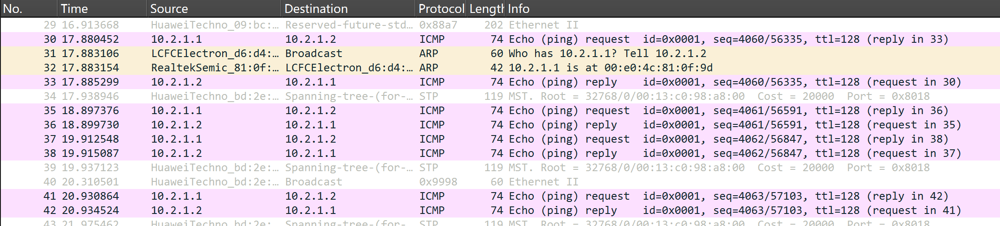 No. Time Source Destination Protocol Length Info
29 16.913668 HuaweiTechno_09:bc:… Reserved-future-std… 0x88a7 202 Ethernet II
30 17.880452 10.2.1.1 10.2.1.2 ICMP 74 Echo (ping) request id=0x0001, seq=4060/56335, ttl=128 (reply in 33)
31 17.883106 LCFCElectron_d6:d4:… Broadcast ARP 60 Who has 10.2.1.1? Tell 10.2.1.2
32 17.883154 RealtekSemic_81:0f:… LCFCElectron_d6:d4:… ARP 42 10.2.1.1 is at 00:e0:4c:81:0f:9d
33 17.885299 10.2.1.2 10.2.1.1 ICMP 74 Echo (ping) reply id=0x0001, seq=4060/56335, ttl=128 (request in 30)
34 17.938946 HuaweiTechno_bd:2e:… Spanning-tree-(for-… STP 119 MST. Root = 32768/0/00:13:c0:98:a8:00 Cost = 20000 Port = 0x8018
35 18.897376 10.2.1.1 10.2.1.2 ICMP 74 Echo (ping) request id=0x0001, seq=4061/56591, ttl=128 (reply in 36)
36 18.899730 10.2.1.2 10.2.1.1 ICMP 74 Echo (ping) reply id=0x0001, seq=4061/56591, ttl=128 (request in 35)
37 19.912548 10.2.1.1 10.2.1.2 ICMP 74 Echo (ping) request id=0x0001, seq=4062/56847, ttl=128 (reply in 38)
38 19.915087 10.2.1.2 10.2.1.1 ICMP 74 Echo (ping) reply id=0x0001, seq=4062/56847, ttl=128 (request in 37)
39 19.937123 HuaweiTechno_bd:2e:… Spanning-tree-(for-… STP 119 MST. Root = 32768/0/00:13:c0:98:a8:00 Cost = 20000 Port = 0x8018
40 20.310501 HuaweiTechno_bd:2e:… Broadcast 0x9998 60 Ethernet II
41 20.930864 10.2.1.1 10.2.1.2 ICMP 74 Echo (ping) request id=0x0001, seq=4063/57103, ttl=128 (reply in 42)
42 20.934524 10.2.1.2 10.2.1.1 ICMP 74 Echo (ping) reply id=0x0001, seq=4063/57103, ttl=128 (request in 41)
43 21.975462 HuaweiTechno_bd:2e:… Spanning-tree-(for-… STP 119 MST. Root = 32768/0/00:13:c0:98:a8:00 Cost = 20000 Port = 0x8018